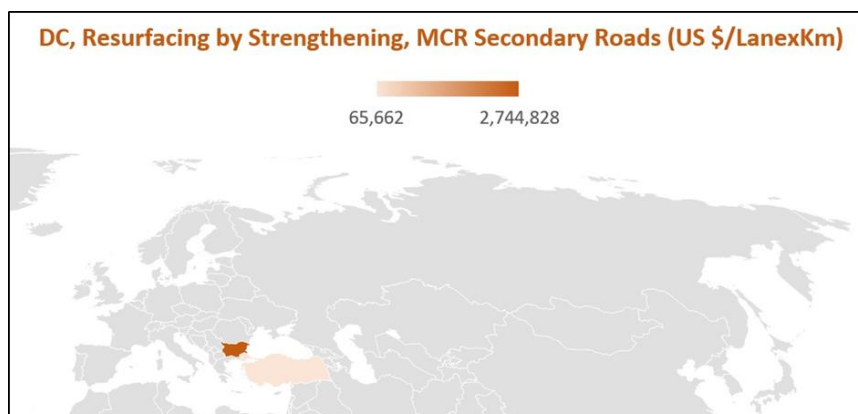 DC, Resurfacing by Strengthening, MCR Secondary Roads (US $/LanexKm)
65,662 2,744,828